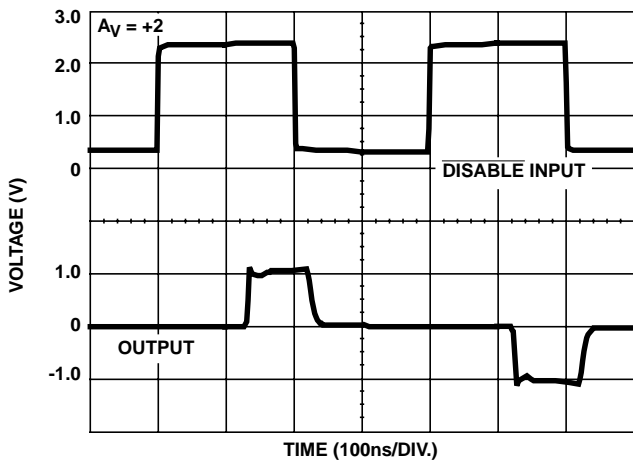 3.0
A_V = +2
2.0
1.0
0
DISABLE INPUT
VOLTAGE (V)
1.0
0
OUTPUT
-1.0
TIME (100ns/DIV.)